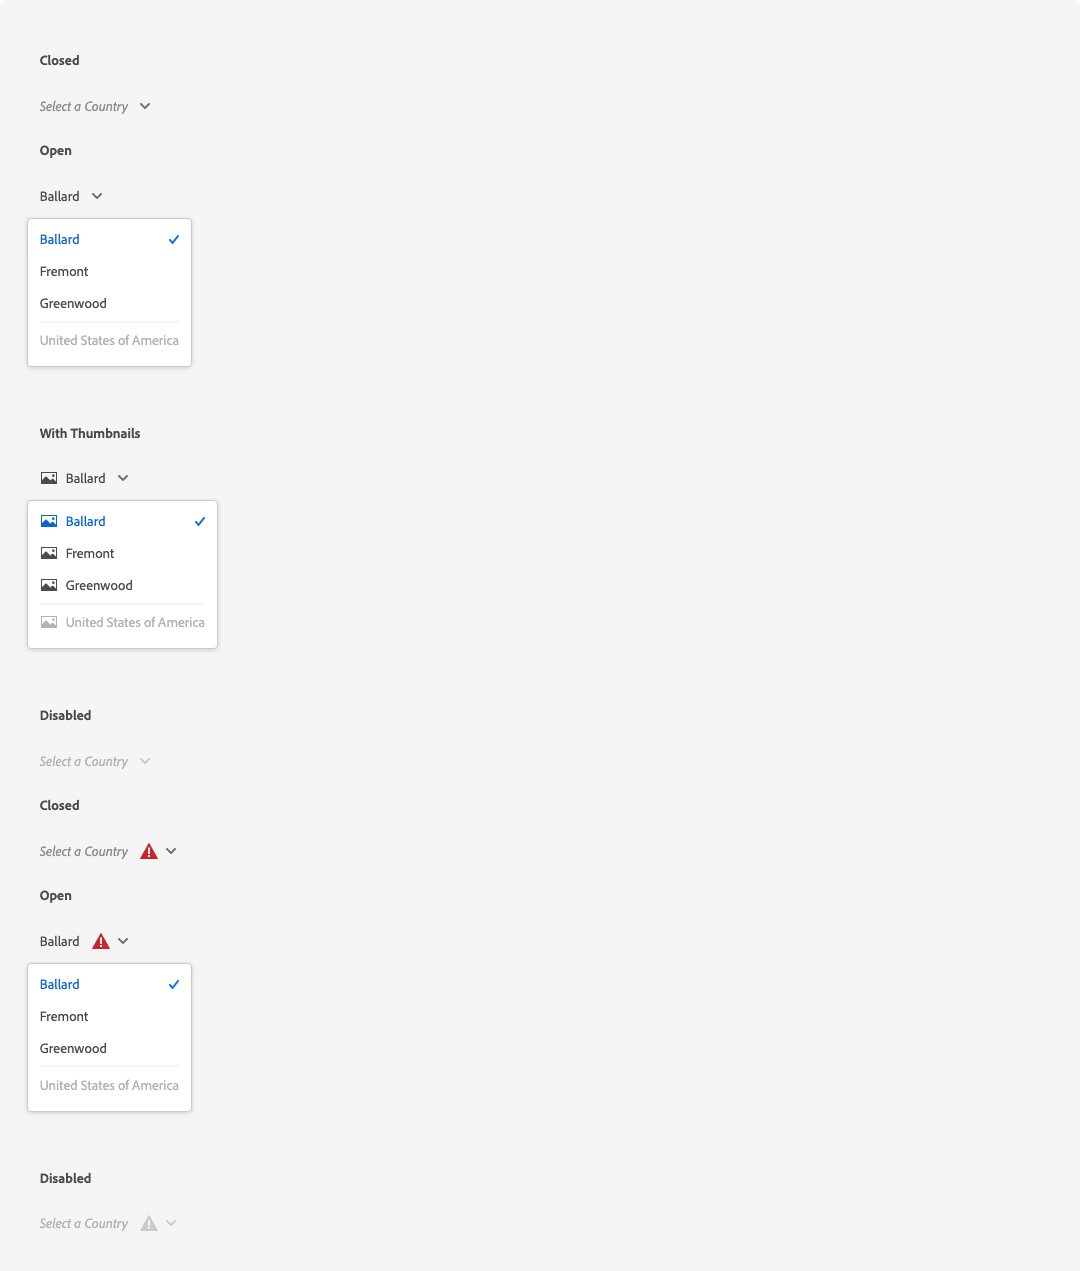 Closed
Select a Country
Open
Ballard
Ballard
Fremont
Greenwood
United States of America
With Thumbnails
Ballard
Ballard
Fremont
Greenwood
United States of America
Disabled
Select a Country
Closed
Select a Country
Open
Ballard
Ballard
Fremont
Greenwood
United States of America
Disabled
Select a Country